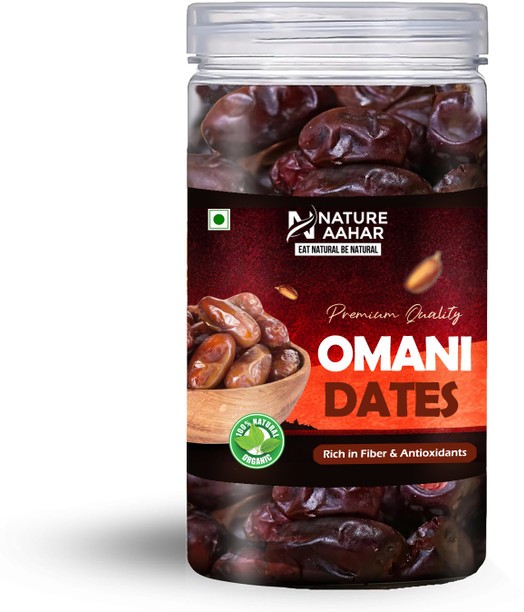 NATURE
AAHAR
EAT NATURAL BE NATURAL
Premium Quality
OMANI
DATES
100% NATURAL
ORGANIC
Rich in Fiber & Antioxidants